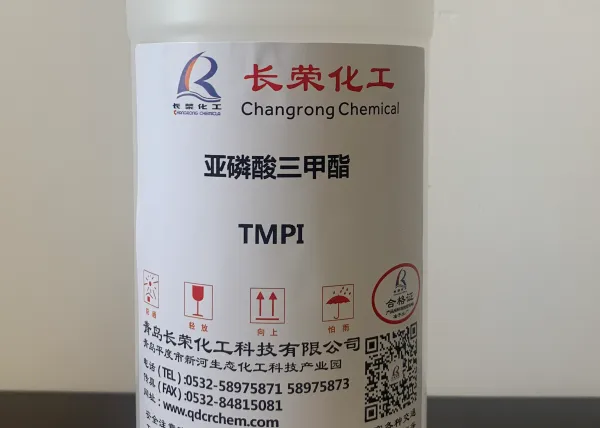 长荣化工
CHANGRONG CHEMICAL
长荣化工
Changrong Chemical
亚磷酸三甲酯
TMPI
轻放
向上
怕雨
合格证
青岛长荣化工科技有限公司
青岛平度市新河生态化工科技产业园
电话(TEL):0532-58975871 58975873
传真(FAX):0532-84815081
网址:www.qdcrchem.com